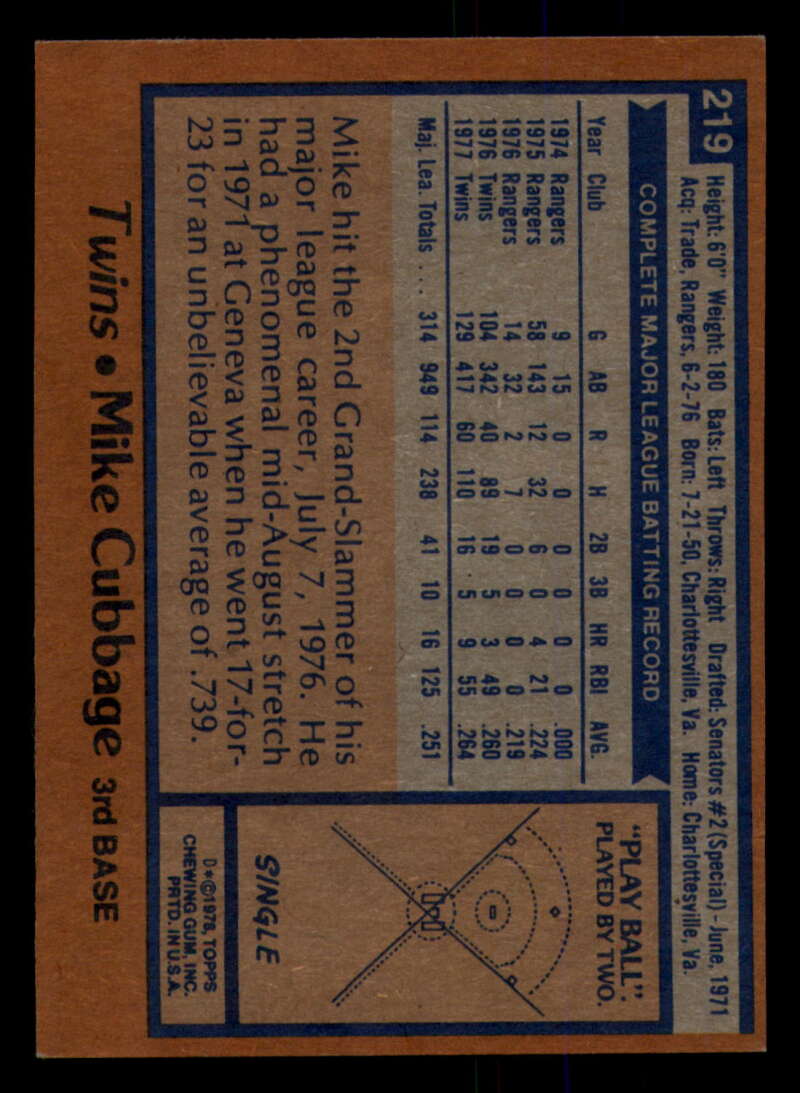 219
Height: 6'0" Weight: 180 Bats: Left Throws: Right Drafted: Senators #2 (Special) - June, 1971
Acq: Trade, Rangers, 6-2-76 Born: 7-21-50, Charlottesville, Va. Home: Charlottesville, Va.
COMPLETE MAJOR LEAGUE BATTING RECORD
Year Club G AB R H 2B 3B HR RBI AVG.
1974 Rangers 9 15 0 0 0 0 0 0 .000
1975 Rangers 58 143 12 32 6 0 4 21 .224
1976 Rangers 14 32 2 7 0 0 0 0 .219
1976 Twins 104 342 40 89 19 5 3 49 .260
1977 Twins 129 417 60 110 16 5 9 55 .264
Maj. Lea. Totals . . . 314 949 114 238 41 10 16 125 .251
Mike hit the 2nd Grand-Slammer of his
major league career, July 7, 1976. He
had a phenomenal mid-August stretch
in 1971 at Geneva when he went 17-for-
23 for an unbelievable average of .739.
"PLAY BALL":
PLAYED BY TWO.
SINGLE
D*©1978, TOPPS
CHEWING GUM, INC.
PRTD. IN U.S.A.
Twins • Mike Cubbage 3rd BASE